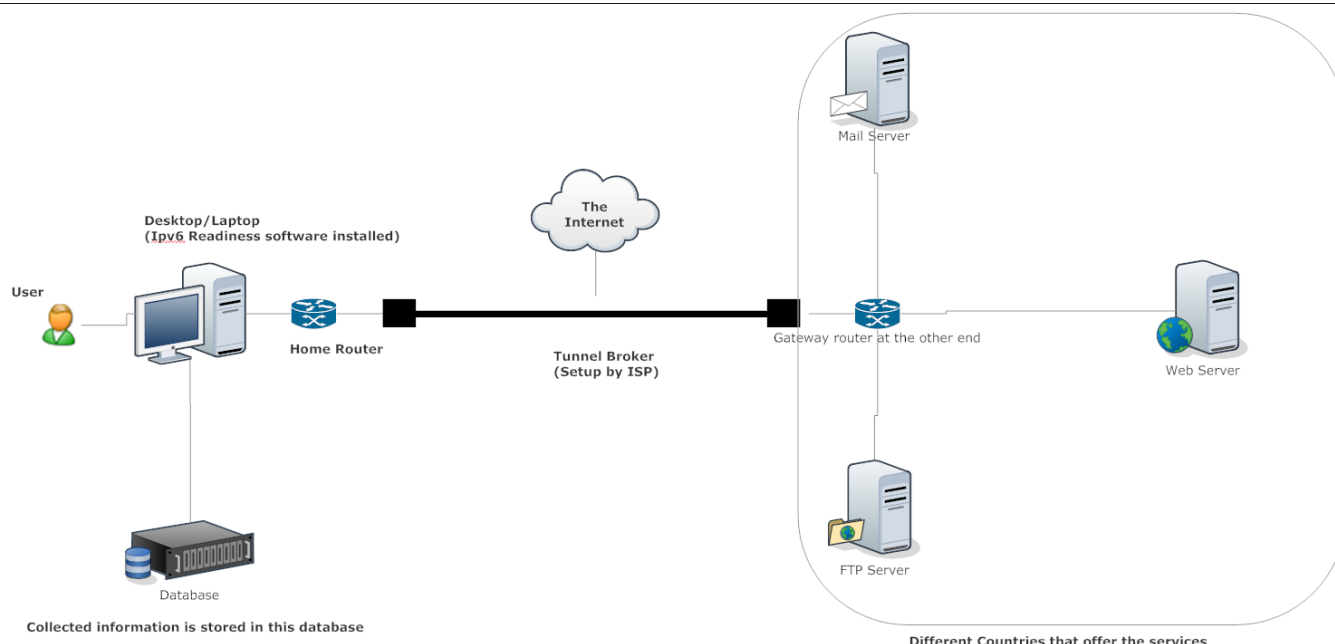 Mail Server
The
Internet
Desktop/Laptop
(Ipv6 Readiness software installed)
User
Home Router
Gateway router at the other end
Tunnel Broker
(Setup by ISP)
Web Server
FTP Server
Database
Collected information is stored in this database
Different Countries that offer the services